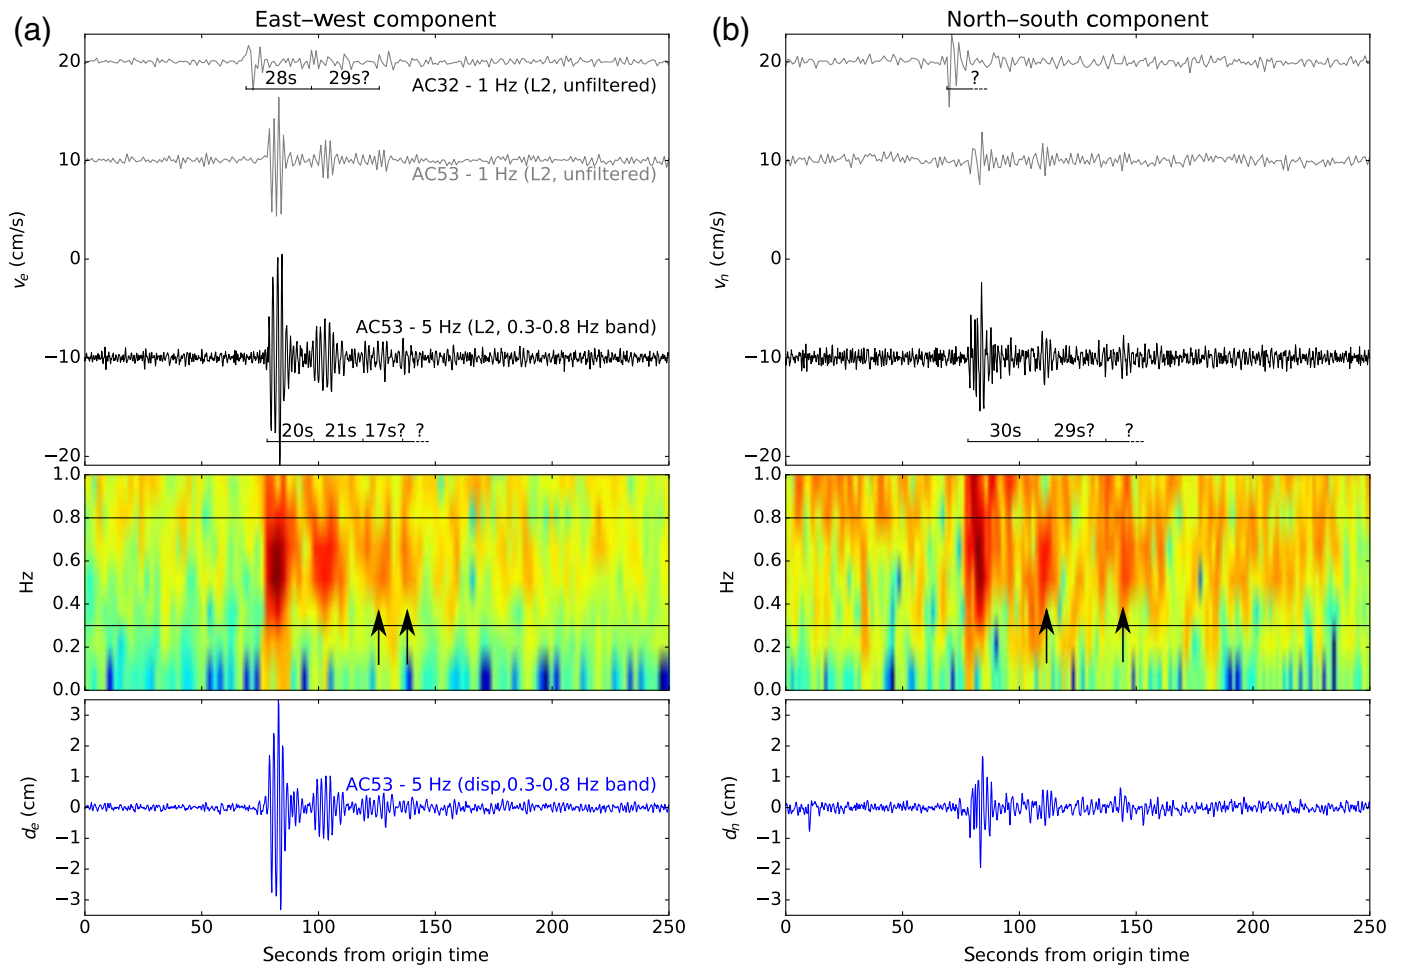 (a)
East–west component
20
10
0
−10
−20
v_e (cm/s)
28s 29s?
AC32 - 1 Hz (L2, unfiltered)
AC53 - 1 Hz (L2, unfiltered)
AC53 - 5 Hz (L2, 0.3-0.8 Hz band)
20s 21s 17s? ?
1.0
0.8
0.6
0.4
0.2
0.0
Hz
3
2
1
0
−1
−2
−3
d_e (cm)
AC53 - 5 Hz (disp,0.3-0.8 Hz band)
0 50 100 150 200 250
Seconds from origin time
(b)
North–south component
20
10
0
−10
−20
v_n (cm/s)
?
30s 29s? ?
1.0
0.8
0.6
0.4
0.2
0.0
Hz
3
2
1
0
−1
−2
−3
d_n (cm)
0 50 100 150 200 250
Seconds from origin time